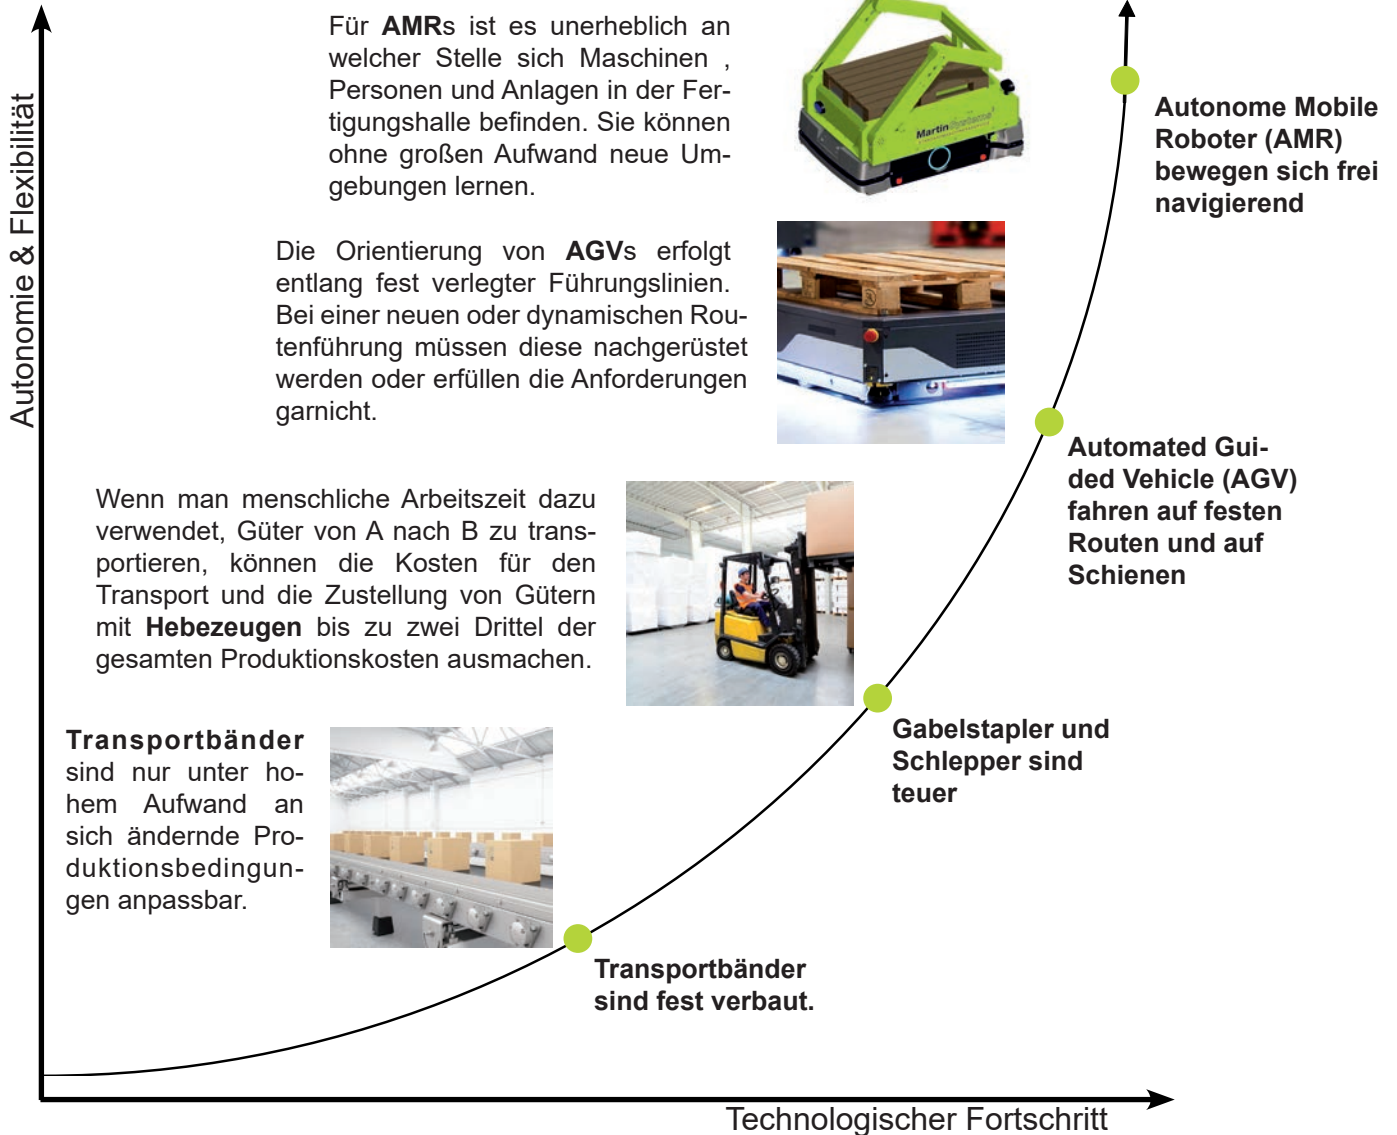 Autonomie & Flexibilität
Für AMRs ist es unerheblich an
welcher Stelle sich Maschinen ,
Personen und Anlagen in der Fer-
tigungshalle befinden. Sie können
ohne großen Aufwand neue Um-
gebungen lernen.
MartinSystems
Autonome Mobile
Roboter (AMR)
bewegen sich frei
navigierend
Die Orientierung von AGVs erfolgt
entlang fest verlegter Führungslinien.
Bei einer neuen oder dynamischen Rou-
tenführung müssen diese nachgerüstet
werden oder erfüllen die Anforderungen
garnicht.
Automated Gui-
ded Vehicle (AGV)
fahren auf festen
Routen und auf
Schienen
Wenn man menschliche Arbeitszeit dazu
verwendet, Güter von A nach B zu trans-
portieren, können die Kosten für den
Transport und die Zustellung von Gütern
mit Hebezeugen bis zu zwei Drittel der
gesamten Produktionskosten ausmachen.
Gabelstapler und
Schlepper sind
teuer
Transportbänder
sind nur unter ho-
hem Aufwand an
sich ändernde Pro-
duktionsbedingun-
gen anpassbar.
Transportbänder
sind fest verbaut.
Technologischer Fortschritt